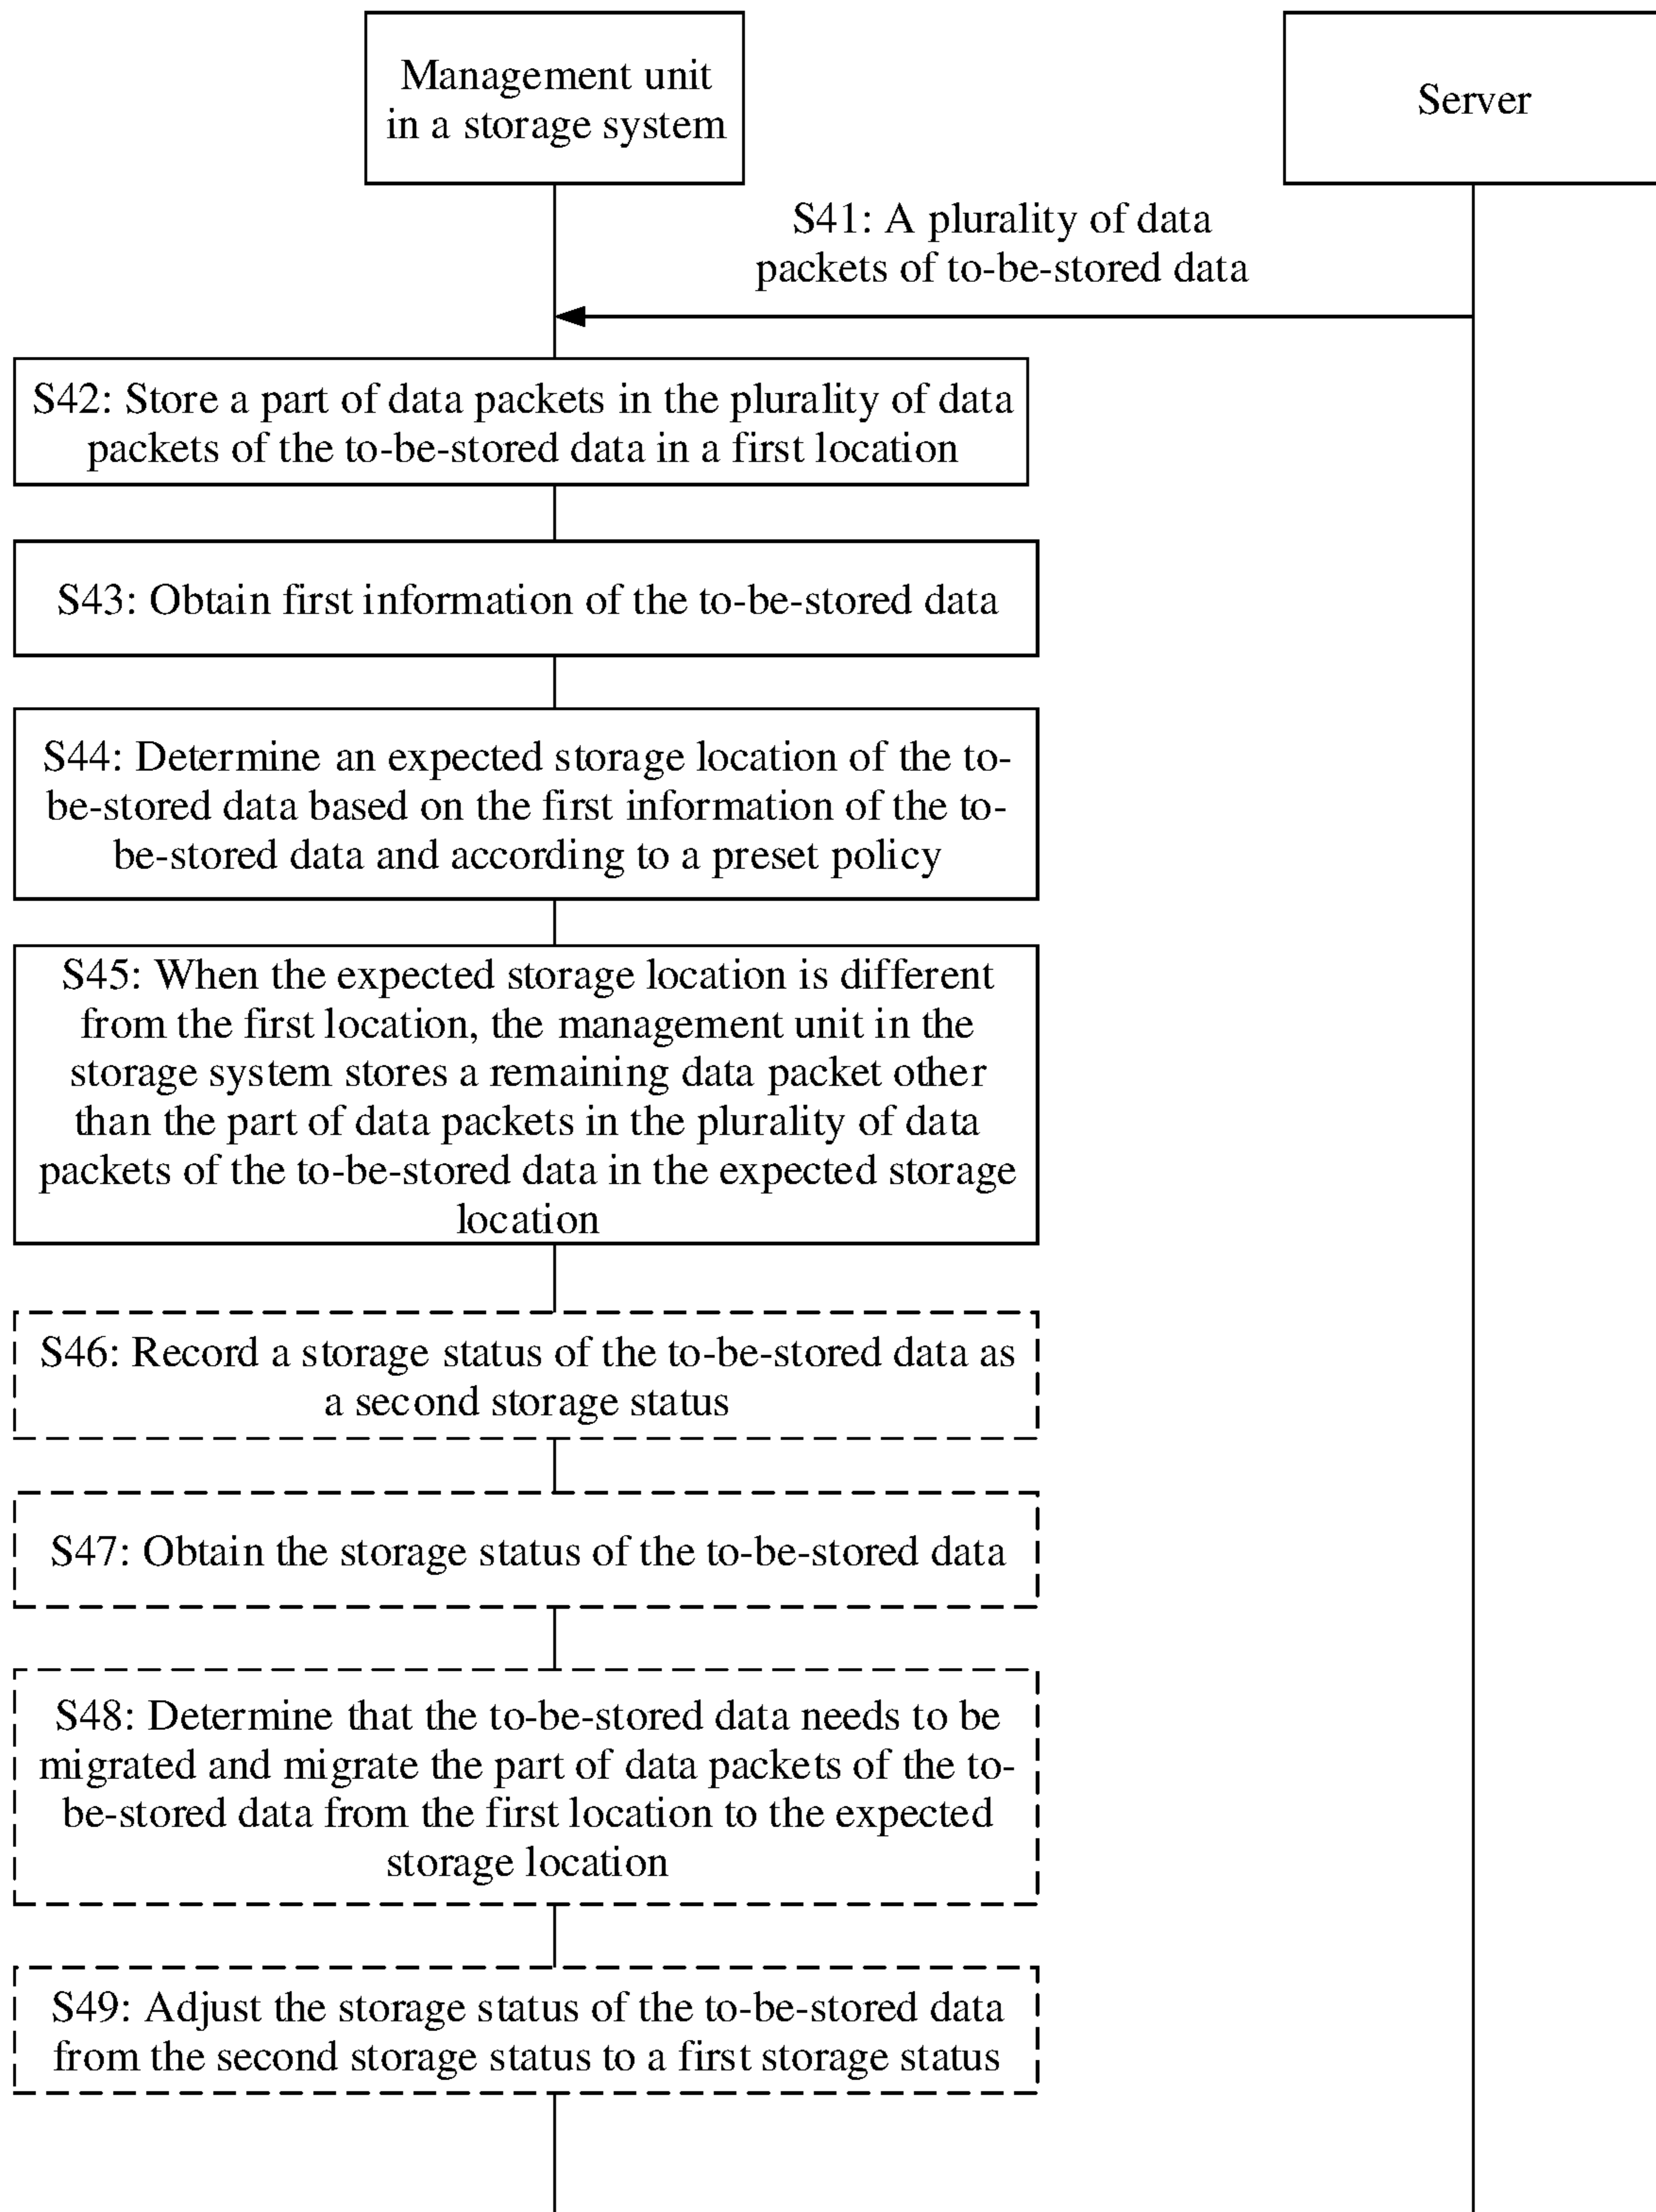 Management unit
in a storage system
Server
S41: A plurality of data
packets of to-be-stored data
S42: Store a part of data packets in the plurality of data
packets of the to-be-stored data in a first location
S43: Obtain first information of the to-be-stored data
S44: Determine an expected storage location of the to-
be-stored data based on the first information of the to-
be-stored data and according to a preset policy
S45: When the expected storage location is different
from the first location, the management unit in the
storage system stores a remaining data packet other
than the part of data packets in the plurality of data
packets of the to-be-stored data in the expected storage
location
S46: Record a storage status of the to-be-stored data as
a second storage status
S47: Obtain the storage status of the to-be-stored data
S48: Determine that the to-be-stored data needs to be
migrated and migrate the part of data packets of the to-
be-stored data from the first location to the expected
storage location
S49: Adjust the storage status of the to-be-stored data
from the second storage status to a first storage status